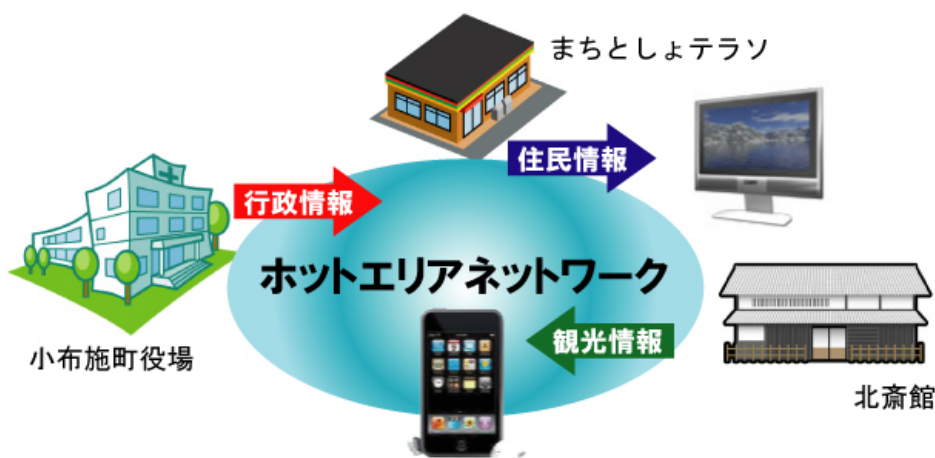 まちとしょテラソ
住民情報
行政情報
ホットエリアネットワーク
観光情報
小布施町役場
北斎館